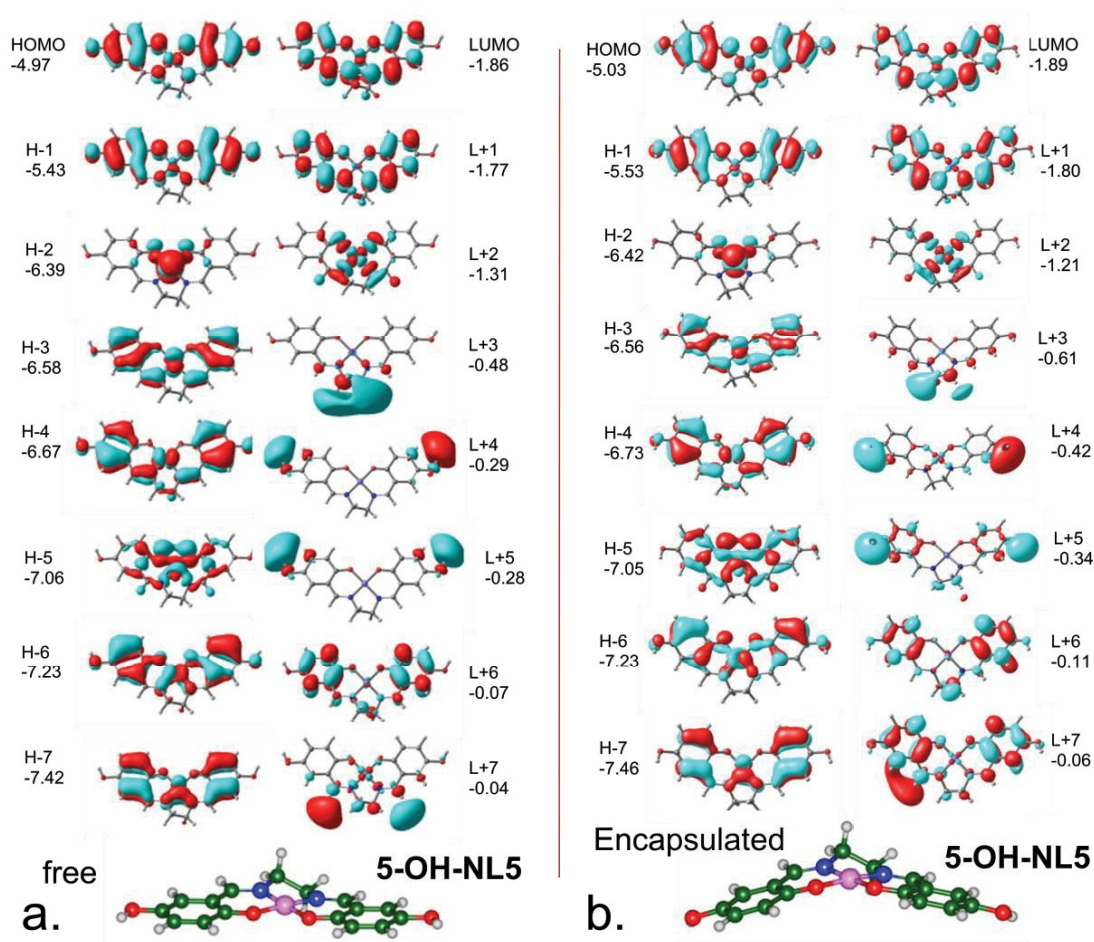 HOMO
-4.97
LUMO
-1.86
H-1
-5.43
L+1
-1.77
H-2
-6.39
L+2
-1.31
H-3
-6.58
L+3
-0.48
H-4
-6.67
L+4
-0.29
H-5
-7.06
L+5
-0.28
H-6
-7.23
L+6
-0.07
H-7
-7.42
L+7
-0.04
free
5-OH-NL5
a.
HOMO
-5.03
LUMO
-1.89
H-1
-5.53
L+1
-1.80
H-2
-6.42
L+2
-1.21
H-3
-6.56
L+3
-0.61
H-4
-6.73
L+4
-0.42
H-5
-7.05
L+5
-0.34
H-6
-7.23
L+6
-0.11
H-7
-7.46
L+7
-0.06
Encapsulated
5-OH-NL5
b.